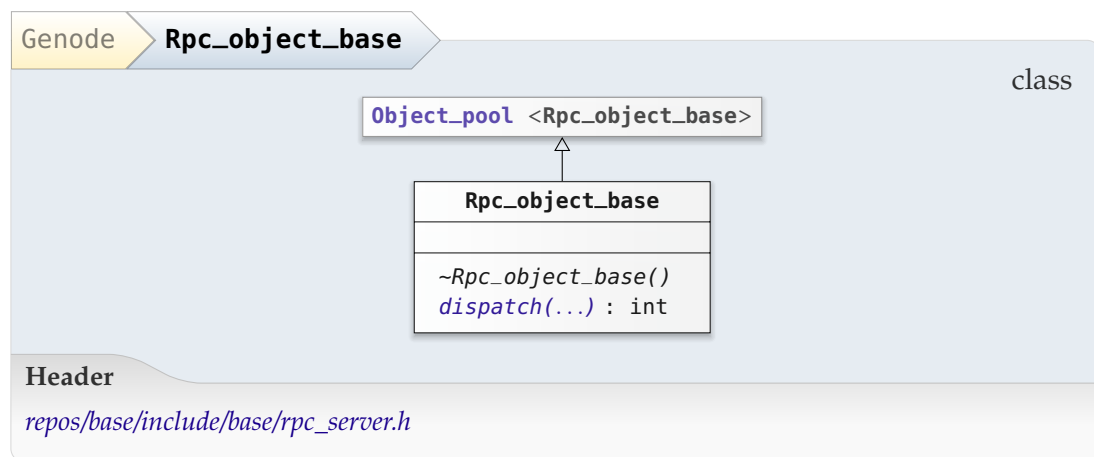 Genode Rpc_object_base
class
Object_pool <Rpc_object_base>
Rpc_object_base
~Rpc_object_base()
dispatch(...) : int
Header
repos/base/include/base/rpc_server.h